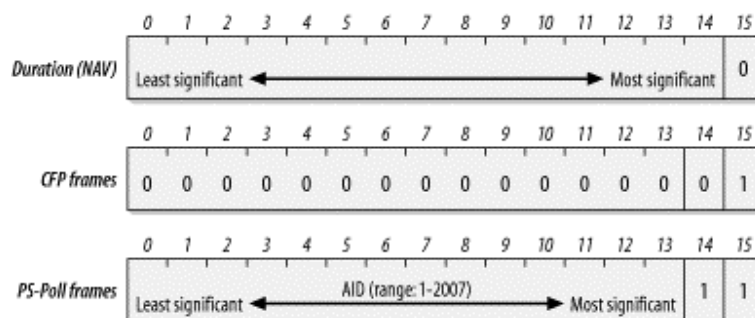 0 1 2 3 4 5 6 7 8 9 10 11 12 13 14 15
Duration (NAV) Least significant Most significant 0
0 1 2 3 4 5 6 7 8 9 10 11 12 13 14 15
CFP frames 0 0 0 0 0 0 0 0 0 0 0 0 0 0 0 1
0 1 2 3 4 5 6 7 8 9 10 11 12 13 14 15
PS-Poll frames Least significant AID (range: 1-2007) Most significant 1 1